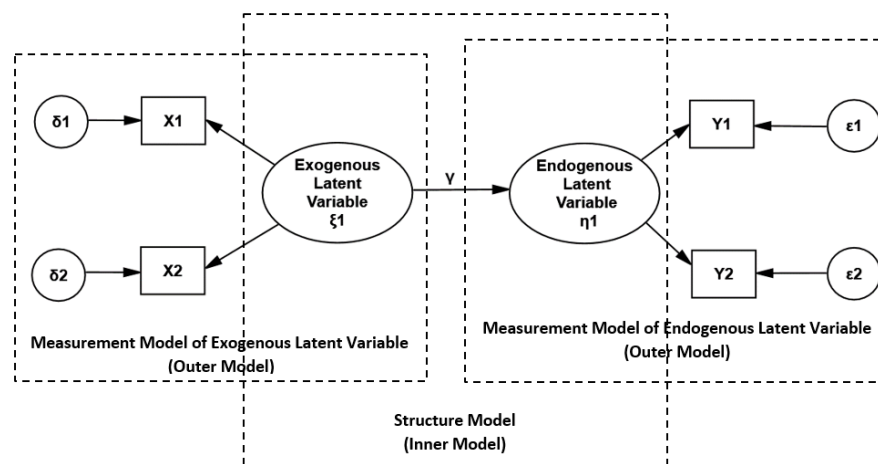 δ1
X1
Exogenous
Latent
Variable
ξ1
γ
Endogenous
Latent
Variable
η1
Y1
ε1
δ2
X2
Y2
ε2
Measurement Model of Exogenous Latent Variable
(Outer Model)
Measurement Model of Endogenous Latent Variable
(Outer Model)
Structure Model
(Inner Model)